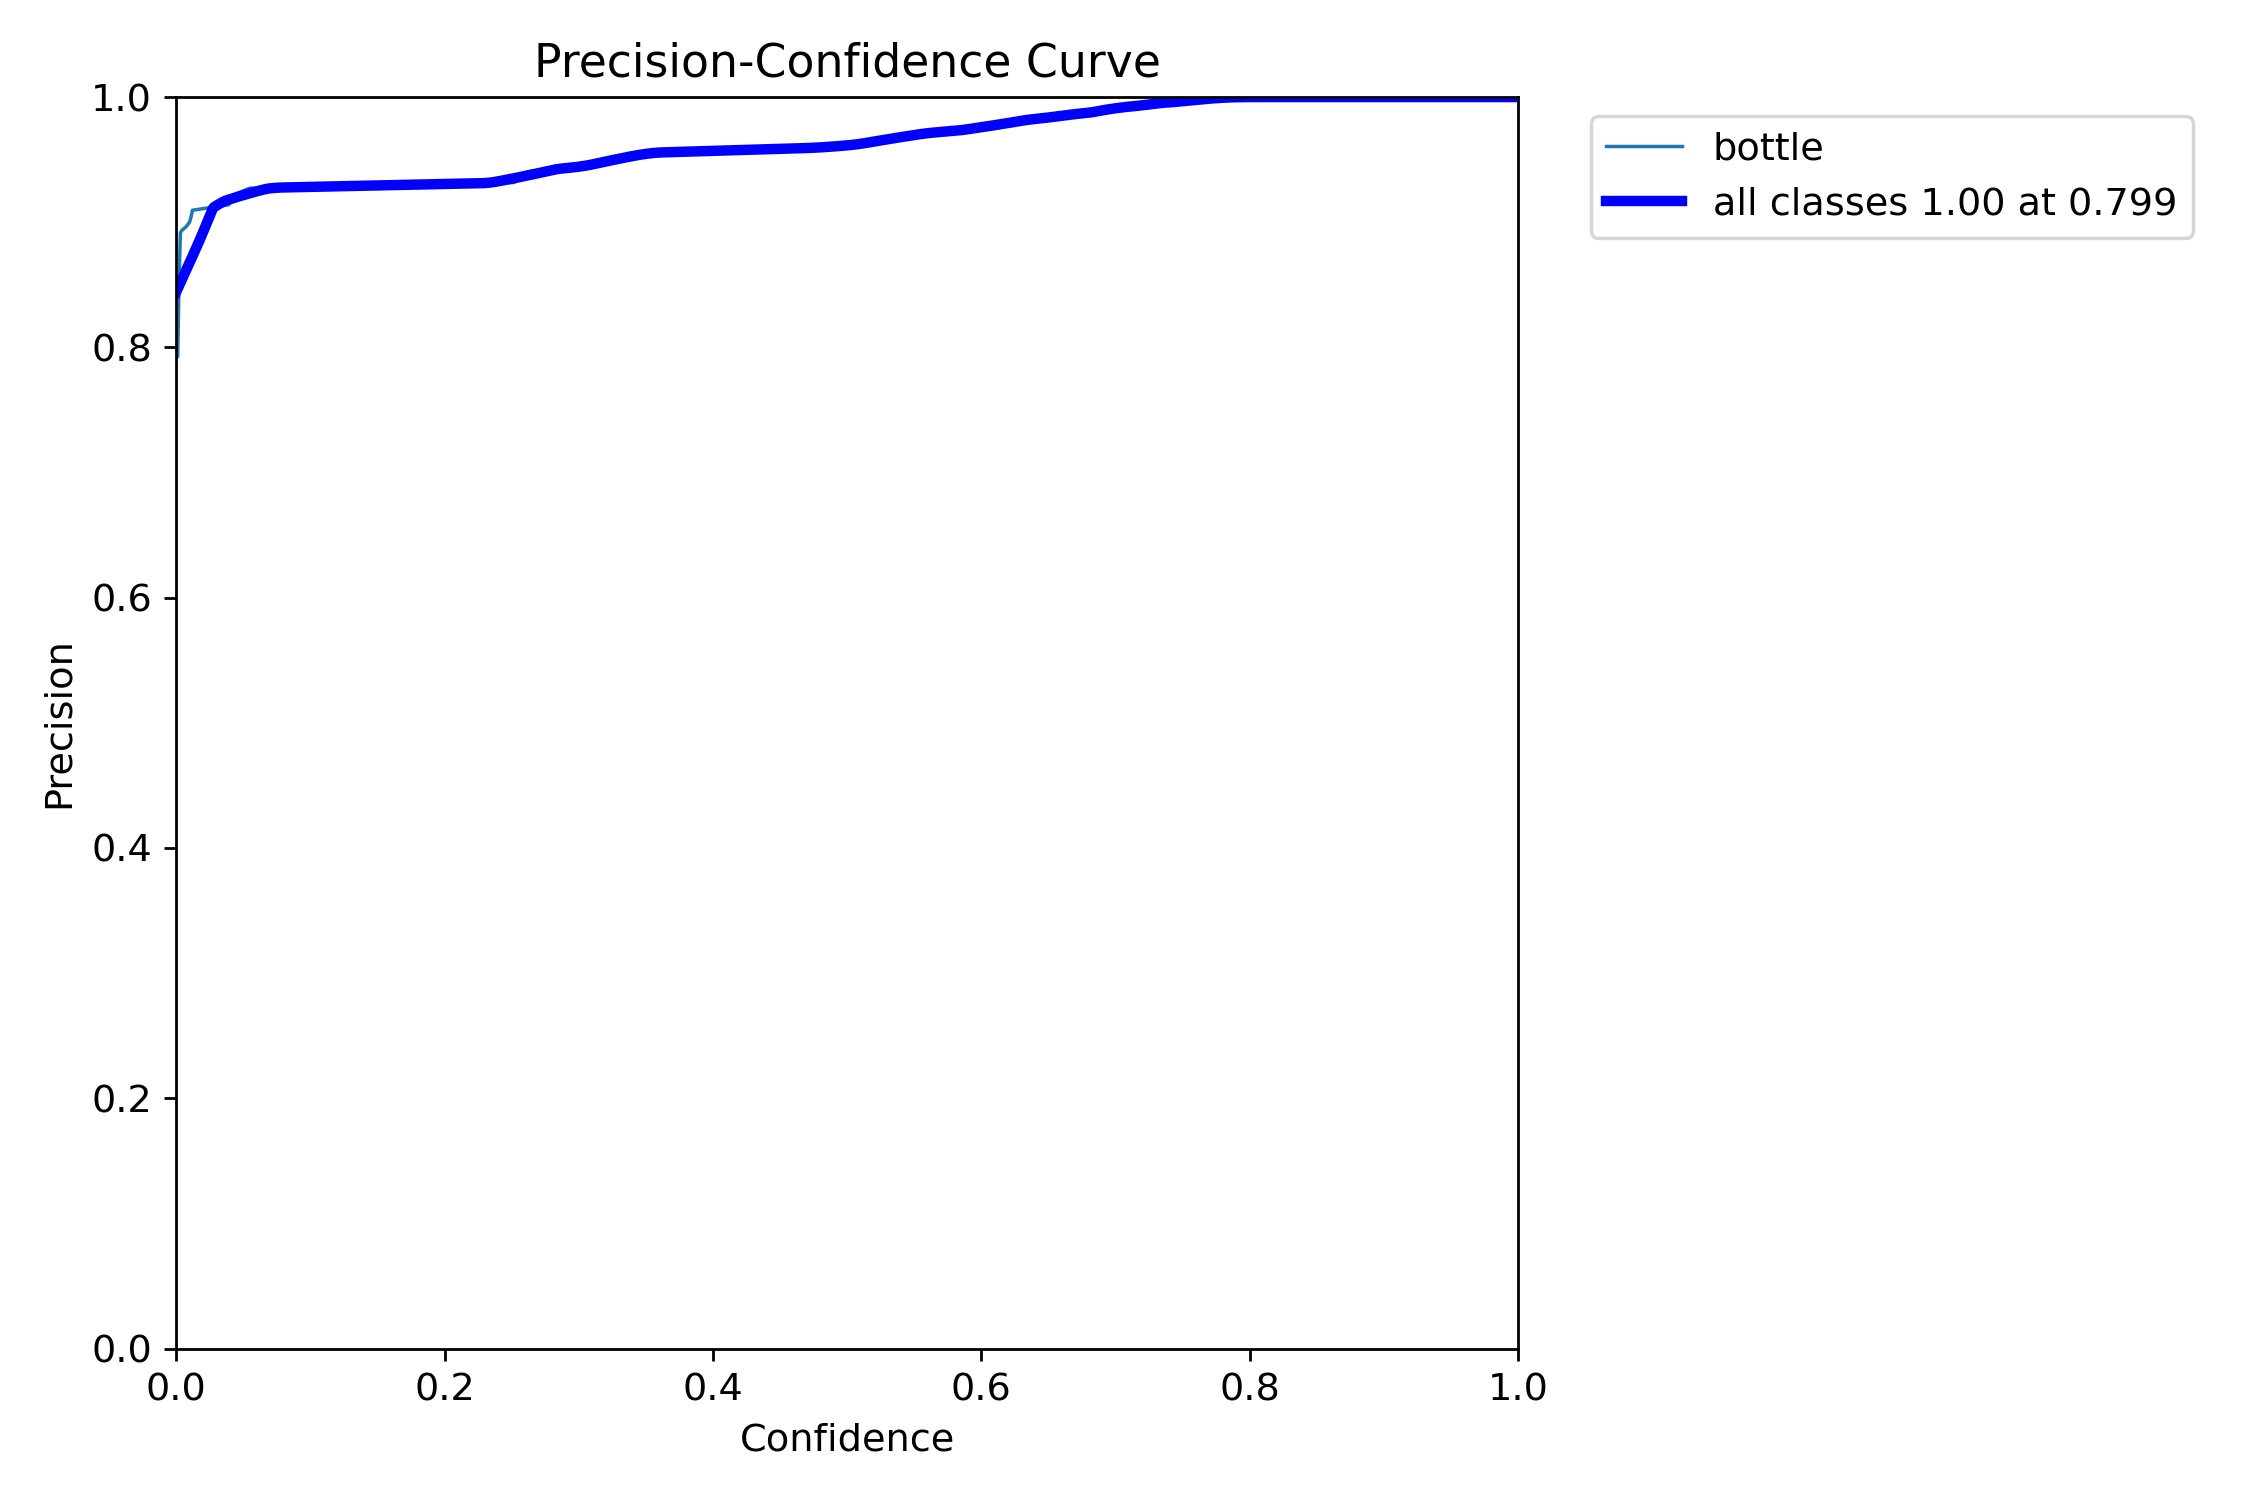 Precision-Confidence Curve
1.0
0.8
0.6
0.4
0.2
0.0
Precision
0.0 0.2 0.4 0.6 0.8 1.0
Confidence
bottle
all classes 1.00 at 0.799